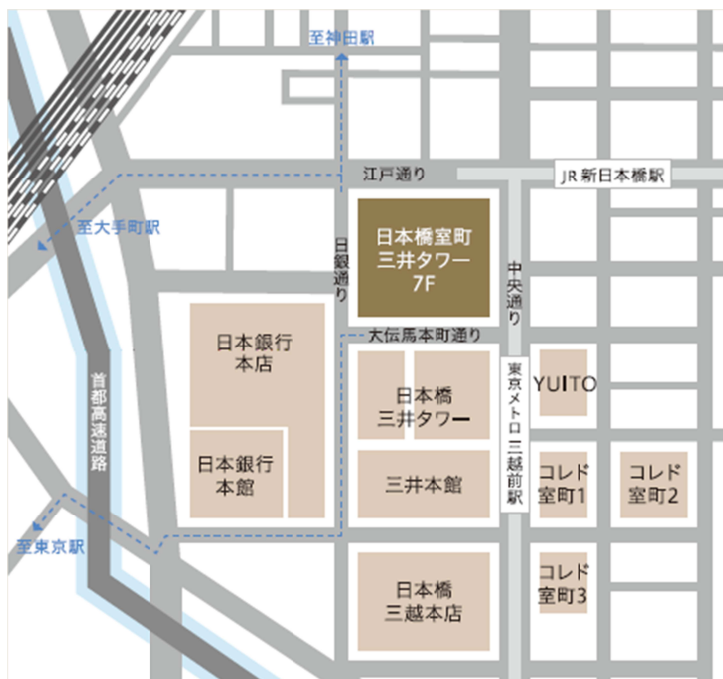 至神田駅
江戸通り
JR新日本橋駅
至大手町駅
日銀通り
日本橋室町
三井タワー
7F
中央通り
大伝馬本町通り
日本銀行
本店
首都高速道路
日本橋
三井タワー
東京メトロ 三越前駅
YUITO
日本銀行
本館
三井本館
コレド
室町1
コレド
室町2
至東京駅
日本橋
三越本店
コレド
室町3